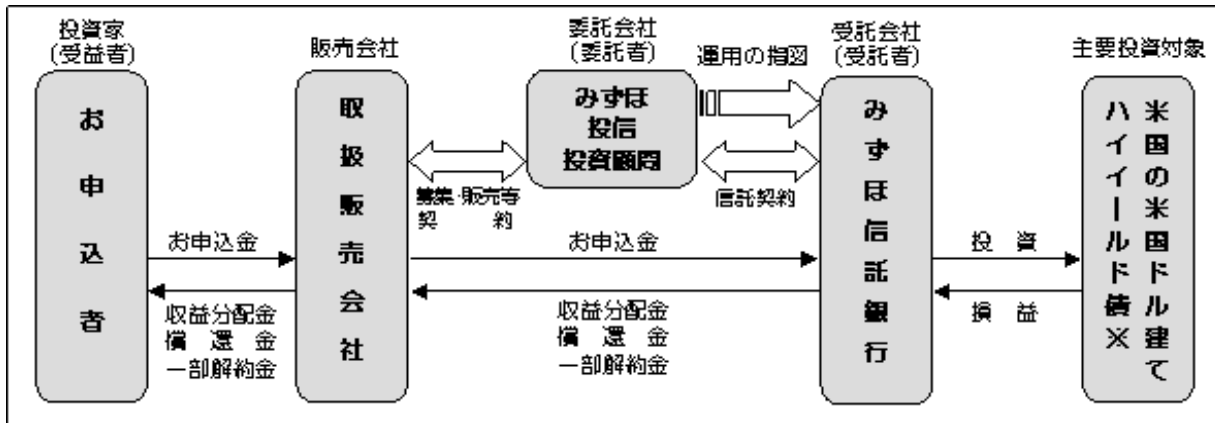 投資家
(受益者)
お申込者
お申込金
収益分配金
償還金
一部解約金
販売会社
取扱販売会社
募集・販売等
契約
委託会社
(委託者)
みずほ
投信
投資顧問
運用の指図
信託契約
お申込金
収益分配金
償還金
一部解約金
受託会社
(受託者)
みずほ信託銀行
投資
損益
主要投資対象
米国の米国ドル建て
ハイイールド債※